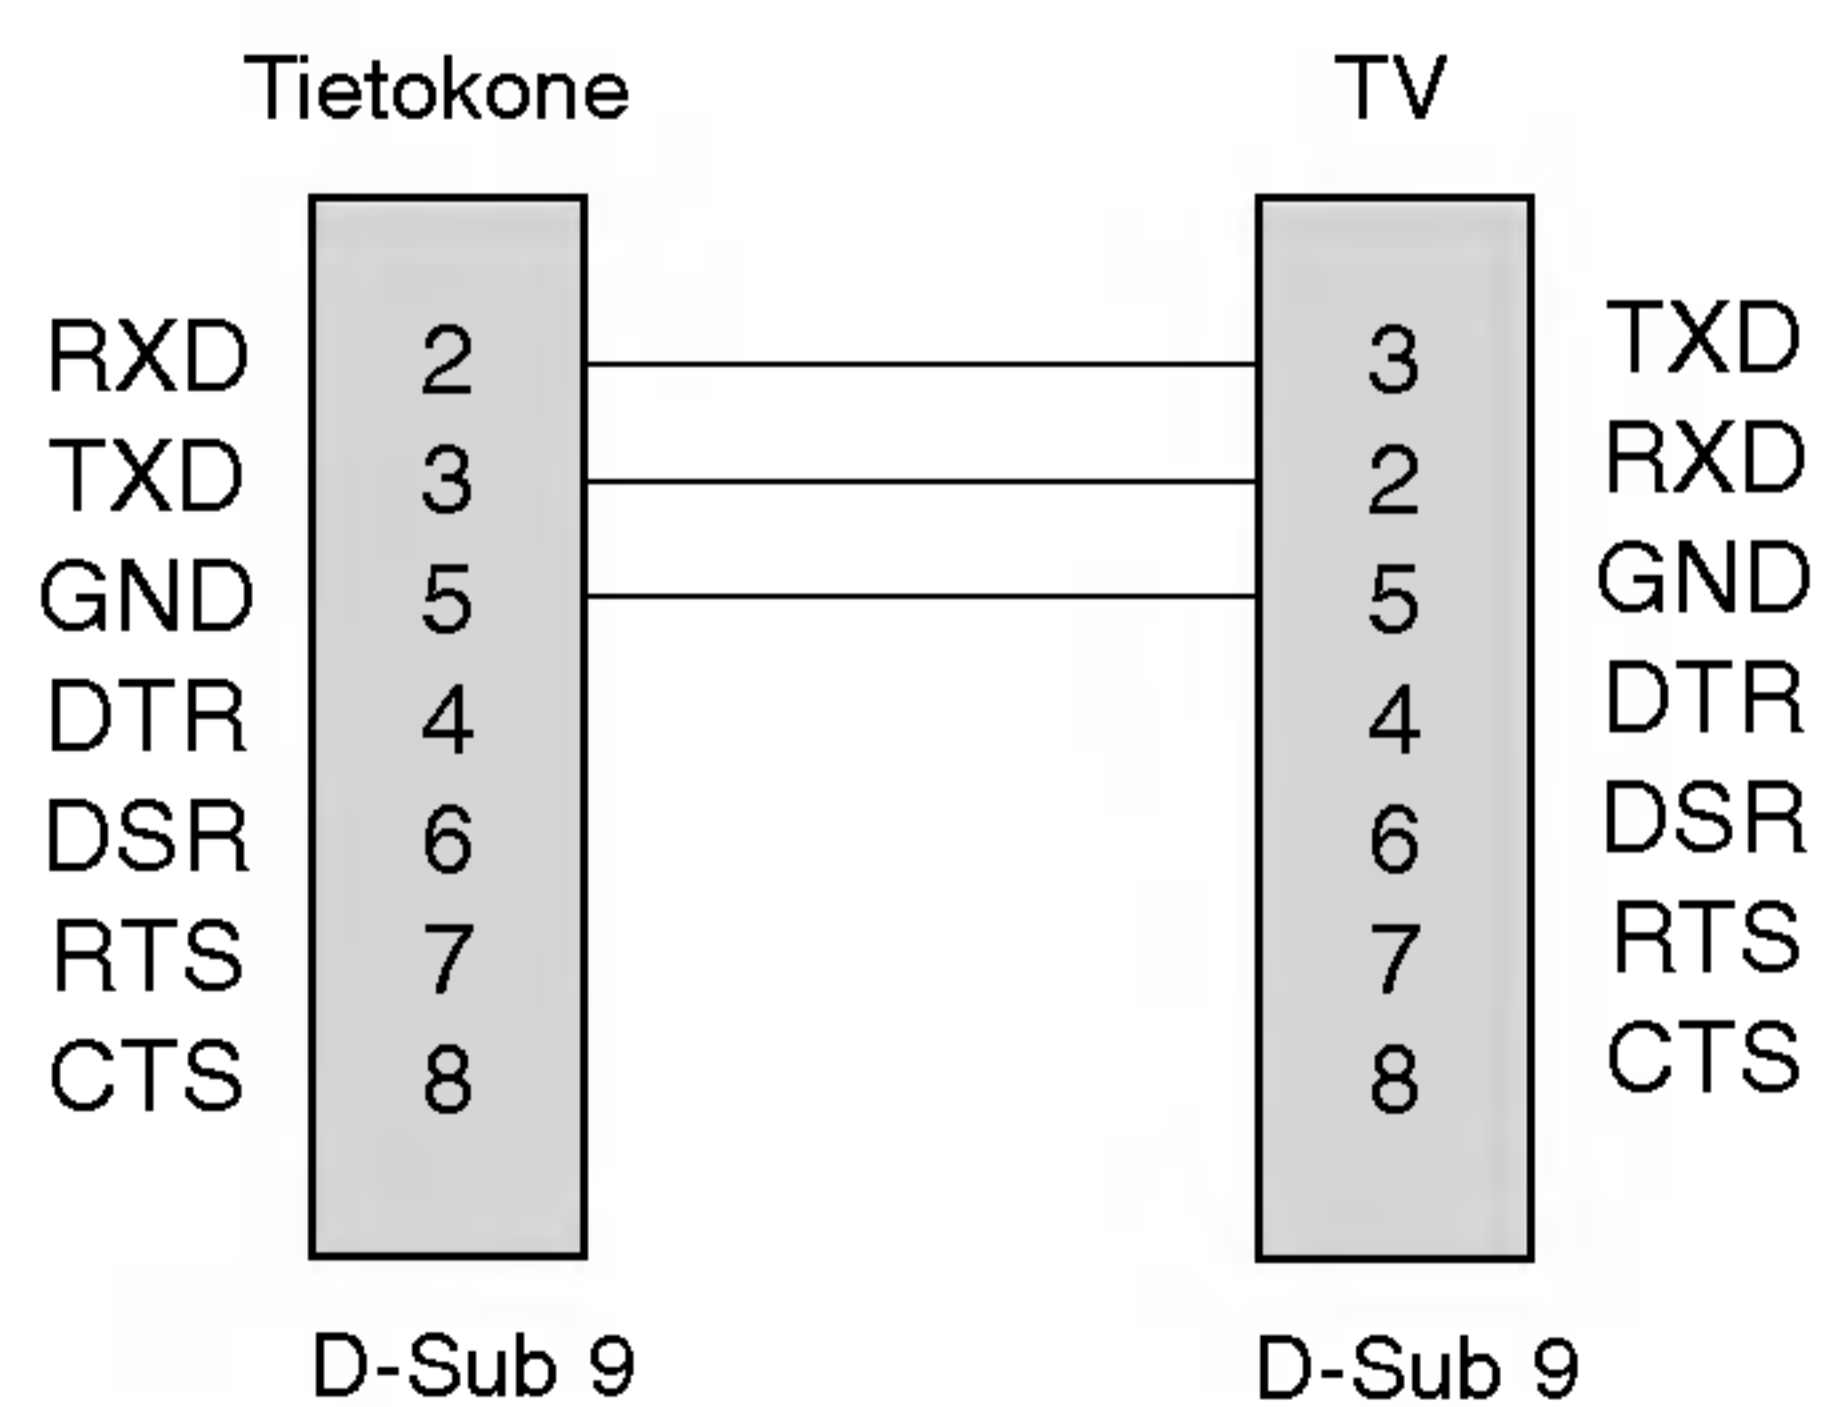 Tietokone TV
RXD 2 3 TXD
TXD 3 2 RXD
GND 5 5 GND
DTR 4 4 DTR
DSR 6 6 DSR
RTS 7 7 RTS
CTS 8 8 CTS
D-Sub 9 D-Sub 9